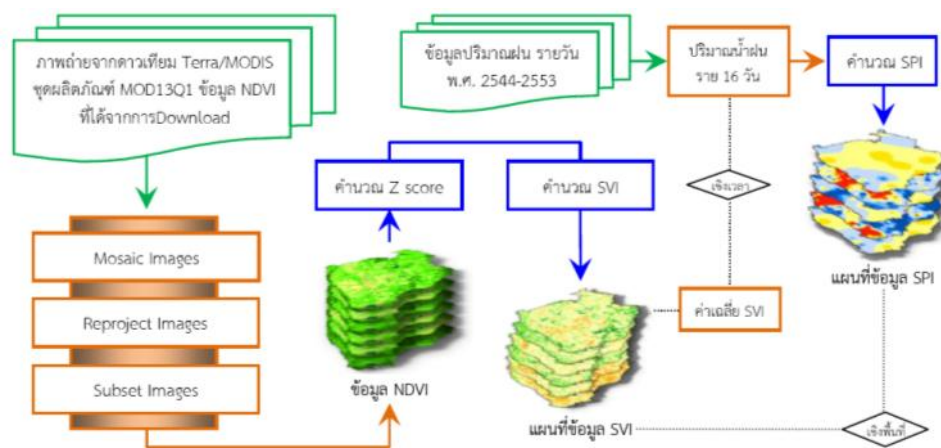 ภาพถ่ายจากดาวเทียม Terra/MODIS
ชุดผลิตภัณฑ์ MOD13Q1 ข้อมูล NDVI
ที่ได้จากการDownload
ข้อมูลปริมาณฝน รายวัน
พ.ศ. 2544-2553
ปริมาณน้ำฝน
ราย 16 วัน
คำนวณ SPI
คำนวณ Z score
คำนวณ SVI
เชิงเวลา
Mosaic Images
Reproject Images
Subset Images
ข้อมูล NDVI
ค่าเฉลี่ย SVI
แผนที่ข้อมูล SPI
แผนที่ข้อมูล SVI
เชิงพื้นที่